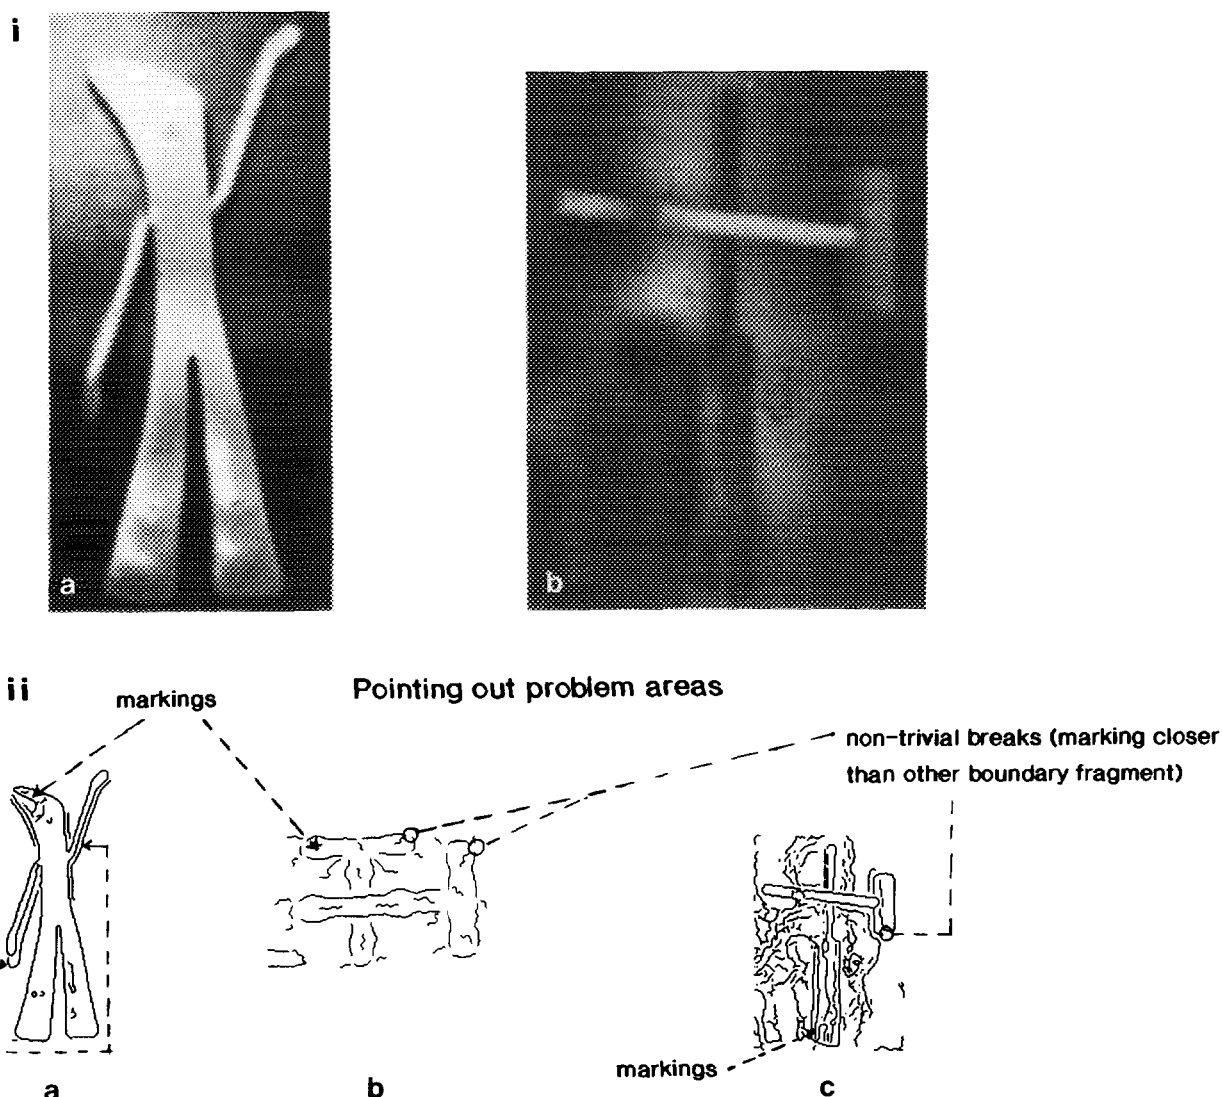 i
a
b
ii
markings
Pointing out problem areas
non-trivial breaks (marking closer
than other boundary fragment)
markings
a
b
c